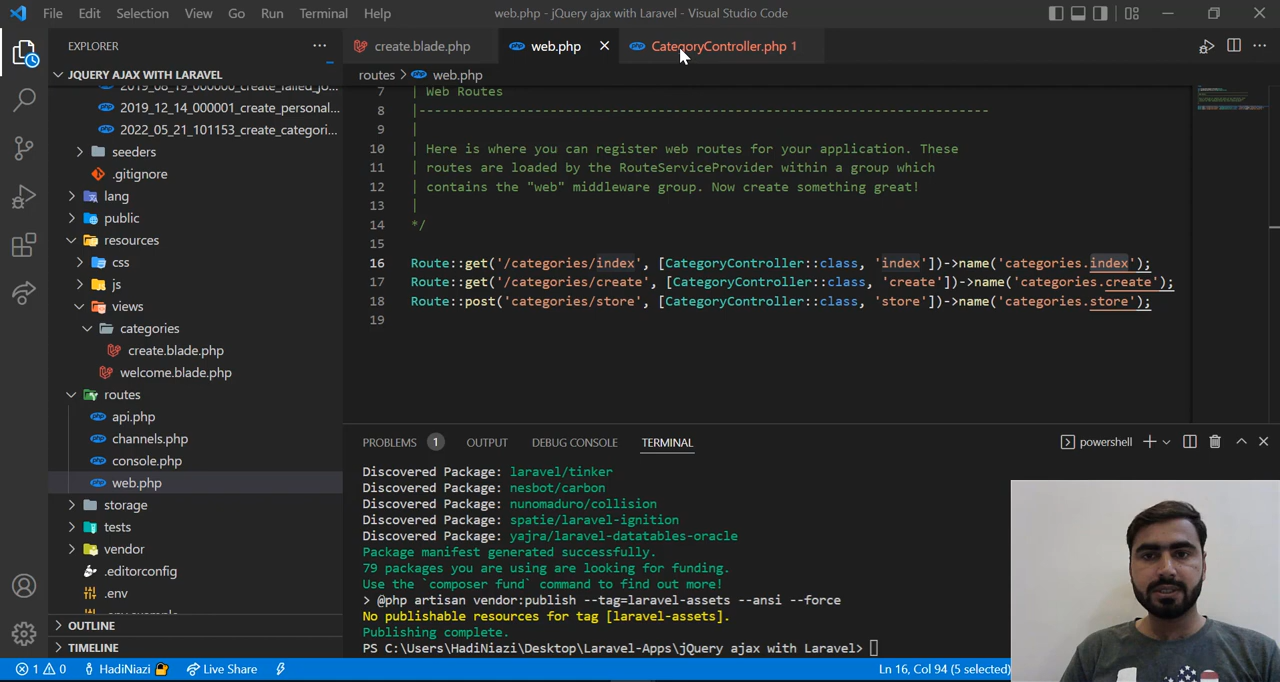 File Edit Selection View Go Run Terminal Help web.php - jQuery ajax with Laravel - Visual Studio Code
EXPLORER
create.blade.php web.php CategoryController.php 1
JQUERY AJAX WITH LARAVEL
routes > web.php
2019_12_14_000001_create_personal...
2022_05_21_101153_create_categori...
seeders
.gitignore
lang
public
resources
css
js
views
categories
create.blade.php
welcome.blade.php
routes
api.php
channels.php
console.php
web.php
storage
tests
vendor
.editorconfig
.env
OUTLINE
TIMELINE
7 | Web Routes
8 |--------------------------------------------------------------------------
9 |
10 | Here is where you can register web routes for your application. These
11 | routes are loaded by the RouteServiceProvider within a group which
12 | contains the "web" middleware group. Now create something great!
13 |
14 */
15
16 Route::get('/categories/index', [CategoryController::class, 'index'])->name('categories.index');
17 Route::get('/categories/create', [CategoryController::class, 'create'])->name('categories.create');
18 Route::post('categories/store', [CategoryController::class, 'store'])->name('categories.store');
19
PROBLEMS 1 OUTPUT DEBUG CONSOLE TERMINAL powershell
Discovered Package: laravel/tinker
Discovered Package: nesbot/carbon
Discovered Package: nunomaduro/collision
Discovered Package: spatie/laravel-ignition
Discovered Package: yajra/laravel-datatables-oracle
Package manifest generated successfully.
79 packages you are using are looking for funding.
Use the `composer fund` command to find out more!
> @php artisan vendor:publish --tag=laravel-assets --ansi --force
No publishable resources for tag [laravel-assets].
Publishing complete.
PS C:\Users\HadiNiazi\Desktop\Laravel-Apps\jQuery ajax with Laravel>
1 0 HadiNiazi Live Share Ln 16, Col 94 (5 selected)